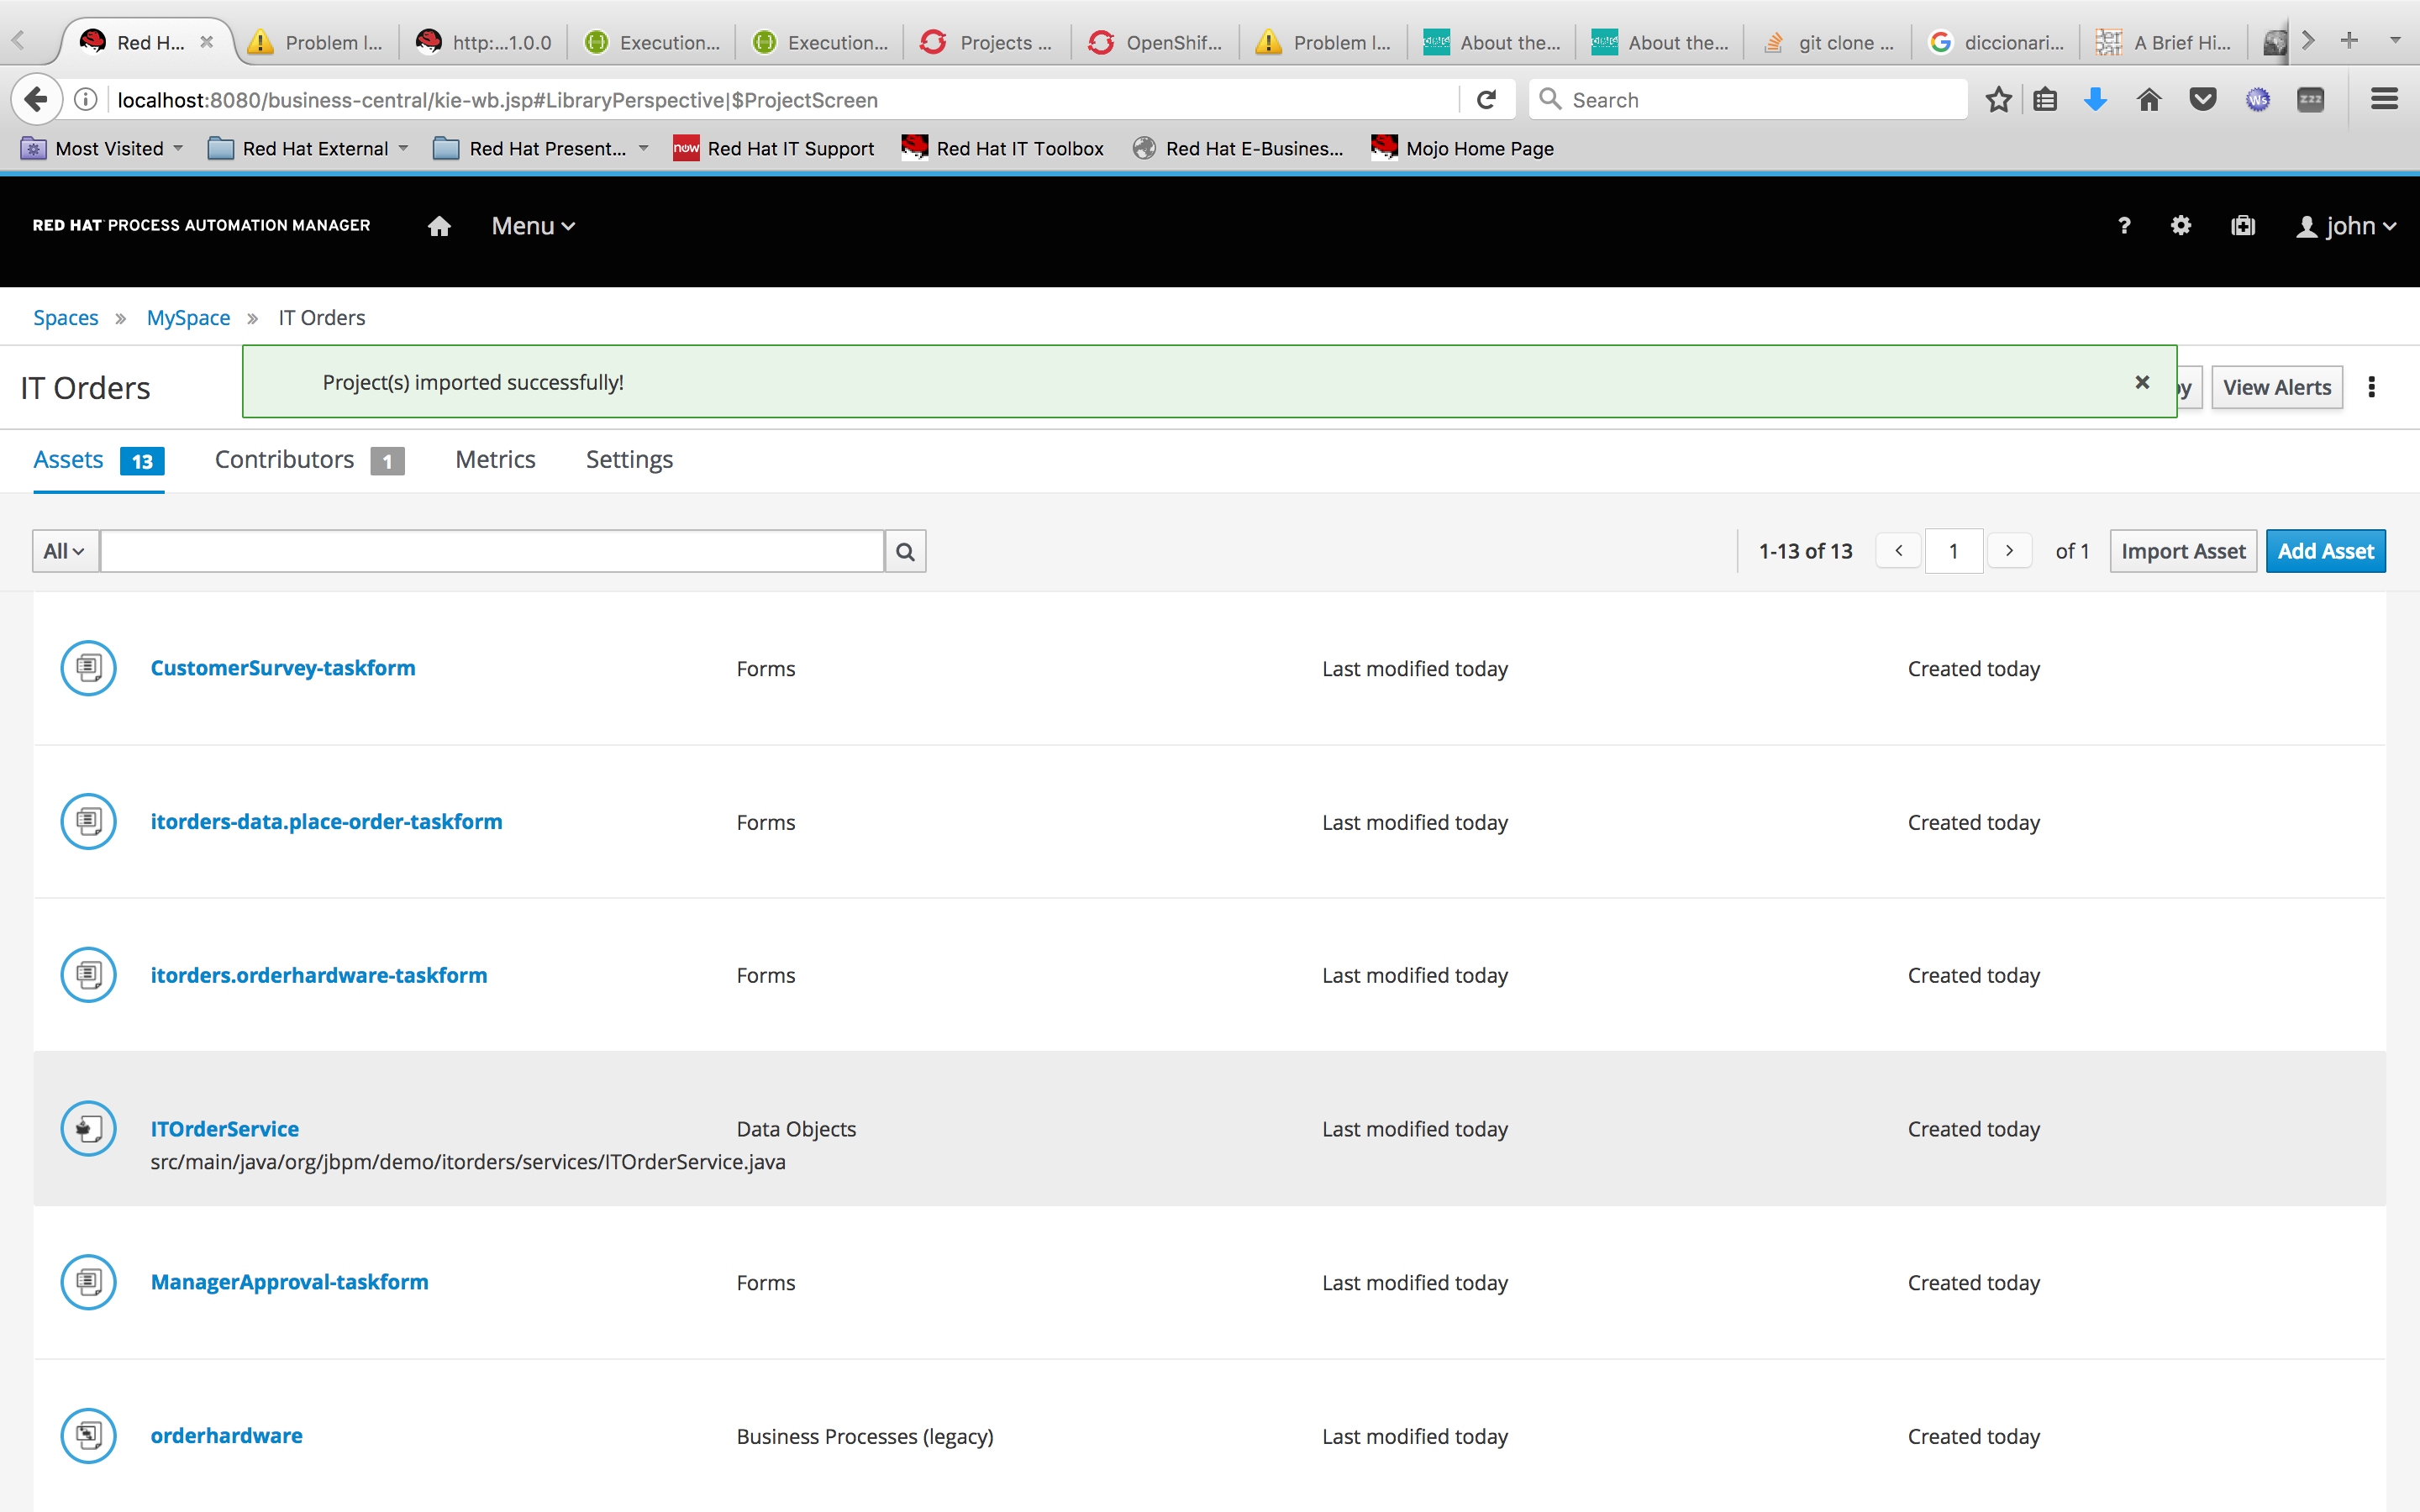 Red H...
Problem l...
http:...1.0.0
Execution...
Execution...
Projects ...
OpenShif...
Problem l...
About the...
About the...
git clone ...
diccionari...
A Brief Hi...
localhost:8080/business-central/kie-wb.jsp#LibraryPerspective|$ProjectScreen
Search
Ws
zzz
Most Visited
Red Hat External
Red Hat Present...
now
Red Hat IT Support
Red Hat IT Toolbox
Red Hat E-Busines...
Mojo Home Page
RED HAT PROCESS AUTOMATION MANAGER
Menu
?
john
Spaces » MySpace » IT Orders
IT Orders
Project(s) imported successfully!
View Alerts
Assets 13
Contributors 1
Metrics
Settings
All
1-13 of 13
1
of 1
Import Asset
Add Asset
CustomerSurvey-taskform Forms Last modified today Created today
itorders-data.place-order-taskform Forms Last modified today Created today
itorders.orderhardware-taskform Forms Last modified today Created today
ITOrderService Data Objects Last modified today Created today
src/main/java/org/jbpm/demo/itorders/services/ITOrderService.java
ManagerApproval-taskform Forms Last modified today Created today
orderhardware Business Processes (legacy) Last modified today Created today